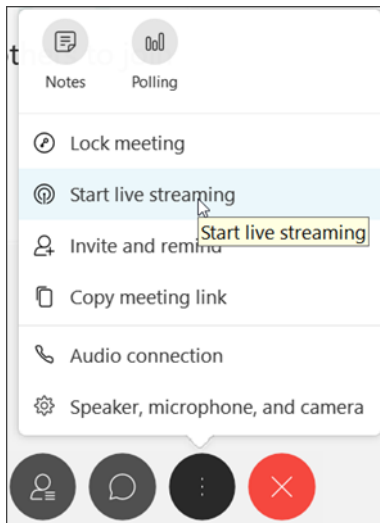 Notes
Polling
Lock meeting
Start live streaming
Start live streaming
Invite and remind
Copy meeting link
Audio connection
Speaker, microphone, and camera